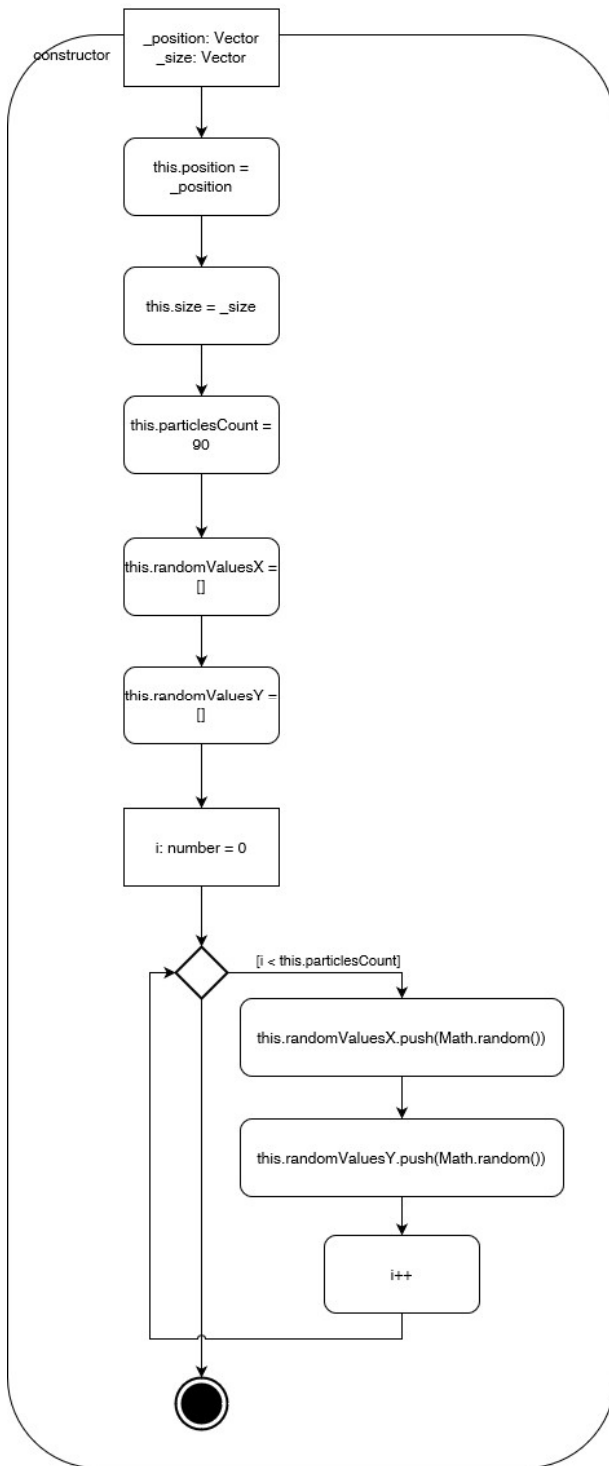 _position: Vector
_size: Vector
constructor
this.position =
_position
this.size = _size
this.particlesCount =
90
this.randomValuesX =
[]
this.randomValuesY =
[]
i: number = 0
[i < this.particlesCount]
this.randomValuesX.push(Math.random())
this.randomValuesY.push(Math.random())
i++